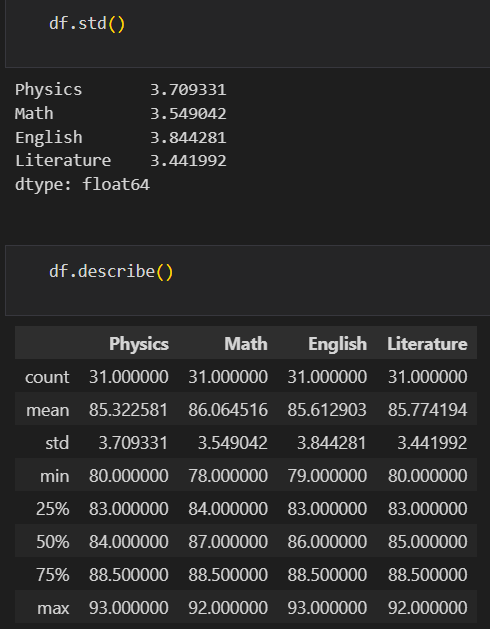 df.std()
Physics 3.709331
Math 3.549042
English 3.844281
Literature 3.441992
dtype: float64
df.describe()
Physics Math English Literature
count 31.000000 31.000000 31.000000 31.000000
mean 85.322581 86.064516 85.612903 85.774194
std 3.709331 3.549042 3.844281 3.441992
min 80.000000 78.000000 79.000000 80.000000
25% 83.000000 84.000000 83.000000 83.000000
50% 84.000000 87.000000 86.000000 85.000000
75% 88.500000 88.500000 88.500000 88.500000
max 93.000000 92.000000 93.000000 92.000000